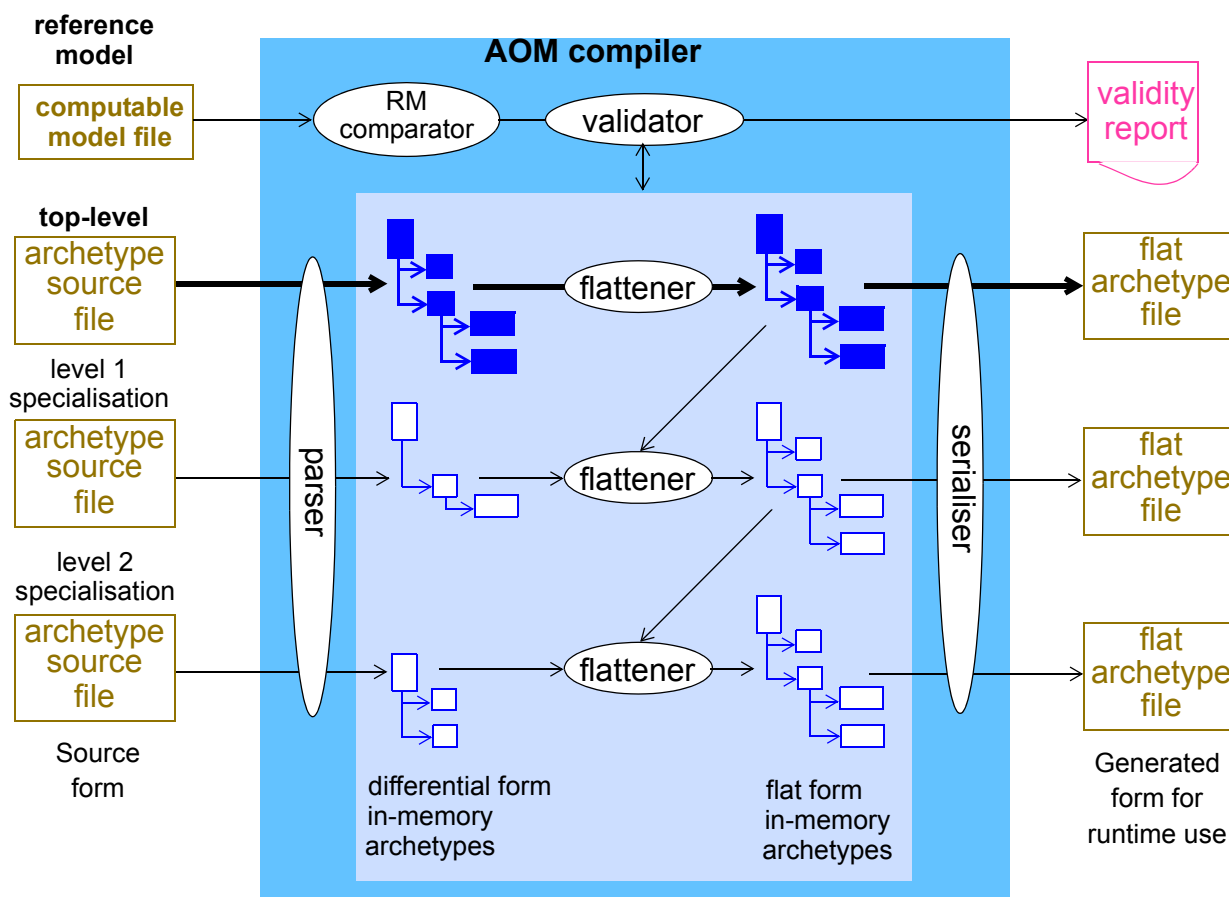 reference
model
AOM compiler
computable
model file
RM
comparator
validator
validity
report
top-level
archetype
source
file
flattener
flat
archetype
file
level 1
specialisation
archetype
source
file
parser
flattener
serialiser
flat
archetype
file
level 2
specialisation
archetype
source
file
flattener
flat
archetype
file
Source
form
differential form
in-memory
archetypes
flat form
in-memory
archetypes
Generated
form for
runtime use